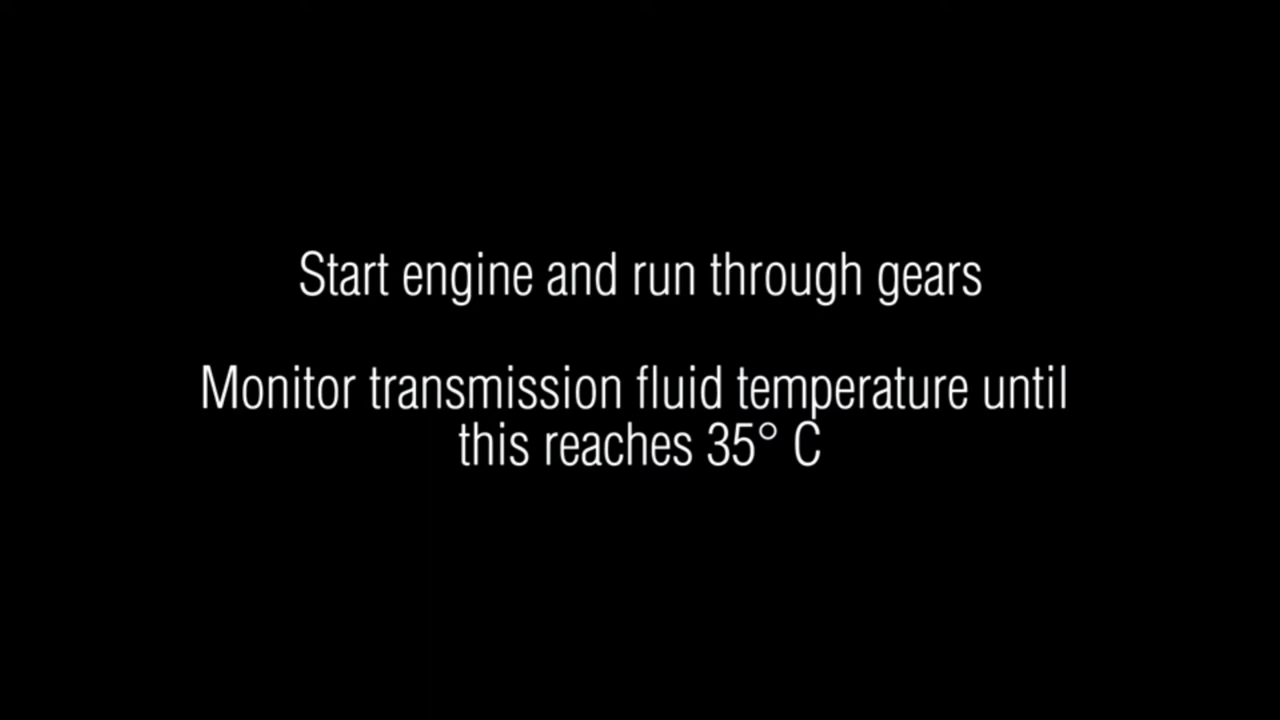 Start engine and run through gears
Monitor transmission fluid temperature until
this reaches 35° C